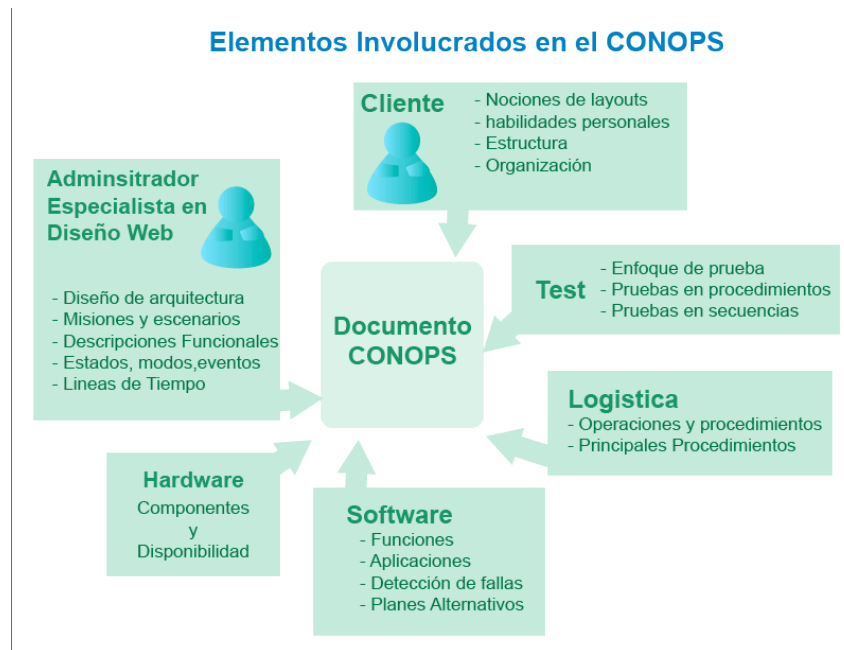 Elementos Involucrados en el CONOPS
Cliente
- Nociones de layouts
- habilidades personales
- Estructura
- Organización
Adminsitrador
Especialista en
Diseño Web
- Diseño de arquitectura
- Misiones y escenarios
- Descripciones Funcionales
- Estados, modos,eventos
- Lineas de Tiempo
Documento
CONOPS
Test
- Enfoque de prueba
- Pruebas en procedimientos
- Pruebas en secuencias
Logistica
- Operaciones y procedimientos
- Principales Procedimientos
Hardware
Componentes
y
Disponibilidad
Software
- Funciones
- Aplicaciones
- Detección de fallas
- Planes Alternativos